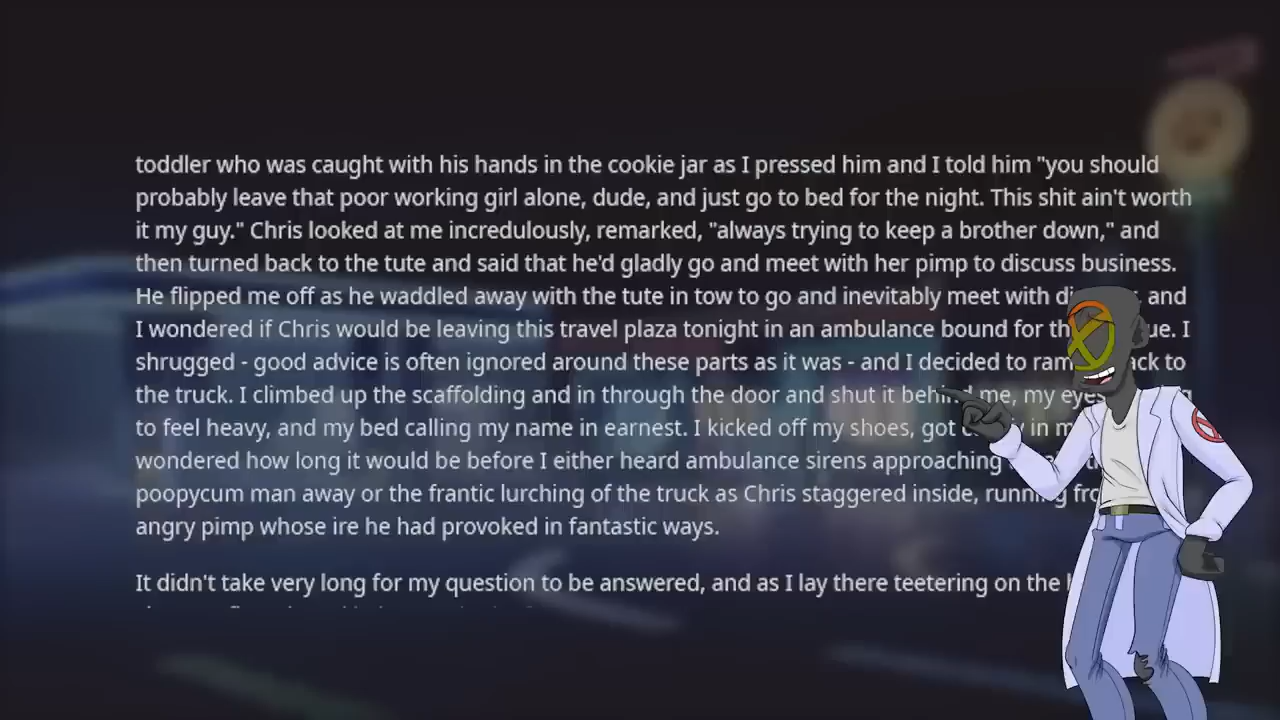 toddler who was caught with his hands in the cookie jar as I pressed him and I told him "you should
probably leave that poor working girl alone, dude, and just go to bed for the night. This shit ain't worth
it my guy." Chris looked at me incredulously, remarked, "always trying to keep a brother down," and
then turned back to the tute and said that he'd gladly go and meet with her pimp to discuss business.
He flipped me off as he waddled away with the tute in tow to go and inevitably meet with and
I wondered if Chris would be leaving this travel plaza tonight in an ambulance bound for I
shrugged - good advice is often ignored around these parts as it was - and I decided to to
the truck. I climbed up the scaffolding and in through the door and shut it behind me, my
to feel heavy, and my bed calling my name in earnest. I kicked off my shoes, got in
wondered how long it would be before I either heard ambulance sirens approaching
poopycum man away or the frantic lurching of the truck as Chris staggered inside, running
angry pimp whose ire he had provoked in fantastic ways.
It didn't take very long for my question to be answered, and as I lay there teetering on the